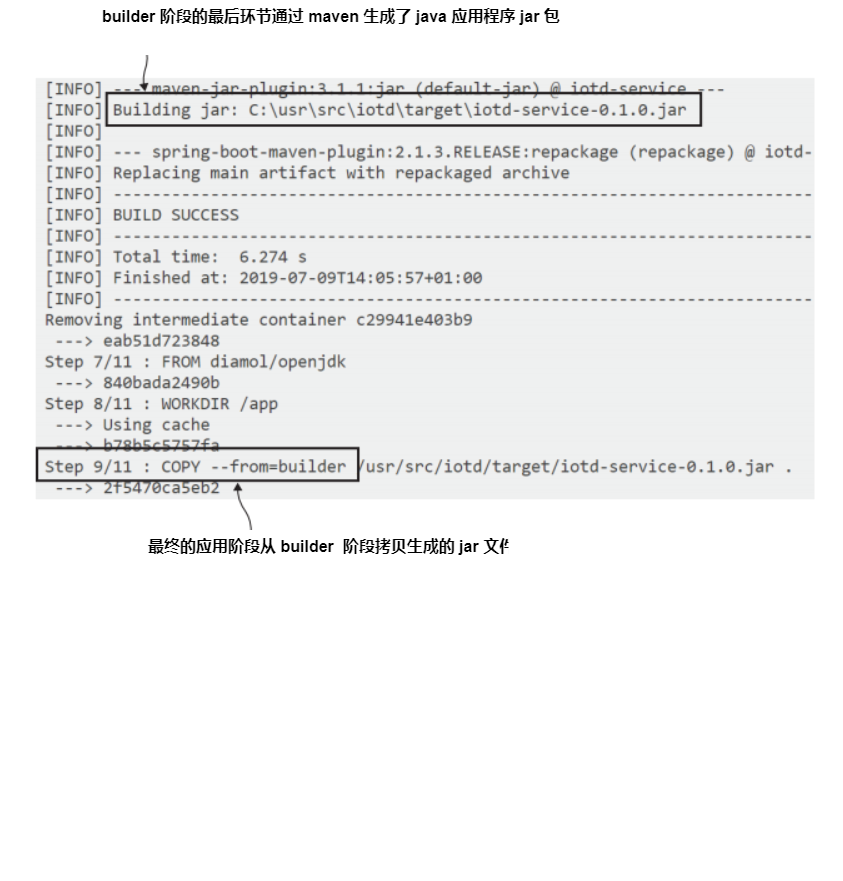 builder 阶段的最后环节通过 maven 生成了 java 应用程序 jar 包
[INFO] --- maven-jar-plugin:3.1.1:jar (default-jar) @ iotd-service ---
[INFO] Building jar: C:\usr\src\iotd\target\iotd-service-0.1.0.jar
[INFO]
[INFO] --- spring-boot-maven-plugin:2.1.3.RELEASE:repackage (repackage) @ iotd-
[INFO] Replacing main artifact with repackaged archive
[INFO] ------------------------------------------------------------------------
[INFO] BUILD SUCCESS
[INFO] ------------------------------------------------------------------------
[INFO] Total time:  6.274 s
[INFO] Finished at: 2019-07-09T14:05:57+01:00
[INFO] ------------------------------------------------------------------------
Removing intermediate container c29941e403b9
 ---> eab51d723848
Step 7/11 : FROM diamol/openjdk
 ---> 840bada2490b
Step 8/11 : WORKDIR /app
 ---> Using cache
 ---> b78b5c5757fa
Step 9/11 : COPY --from=builder /usr/src/iotd/target/iotd-service-0.1.0.jar .
 ---> 2f5470ca5eb2
最终的应用阶段从 builder 阶段拷贝生成的 jar 文件